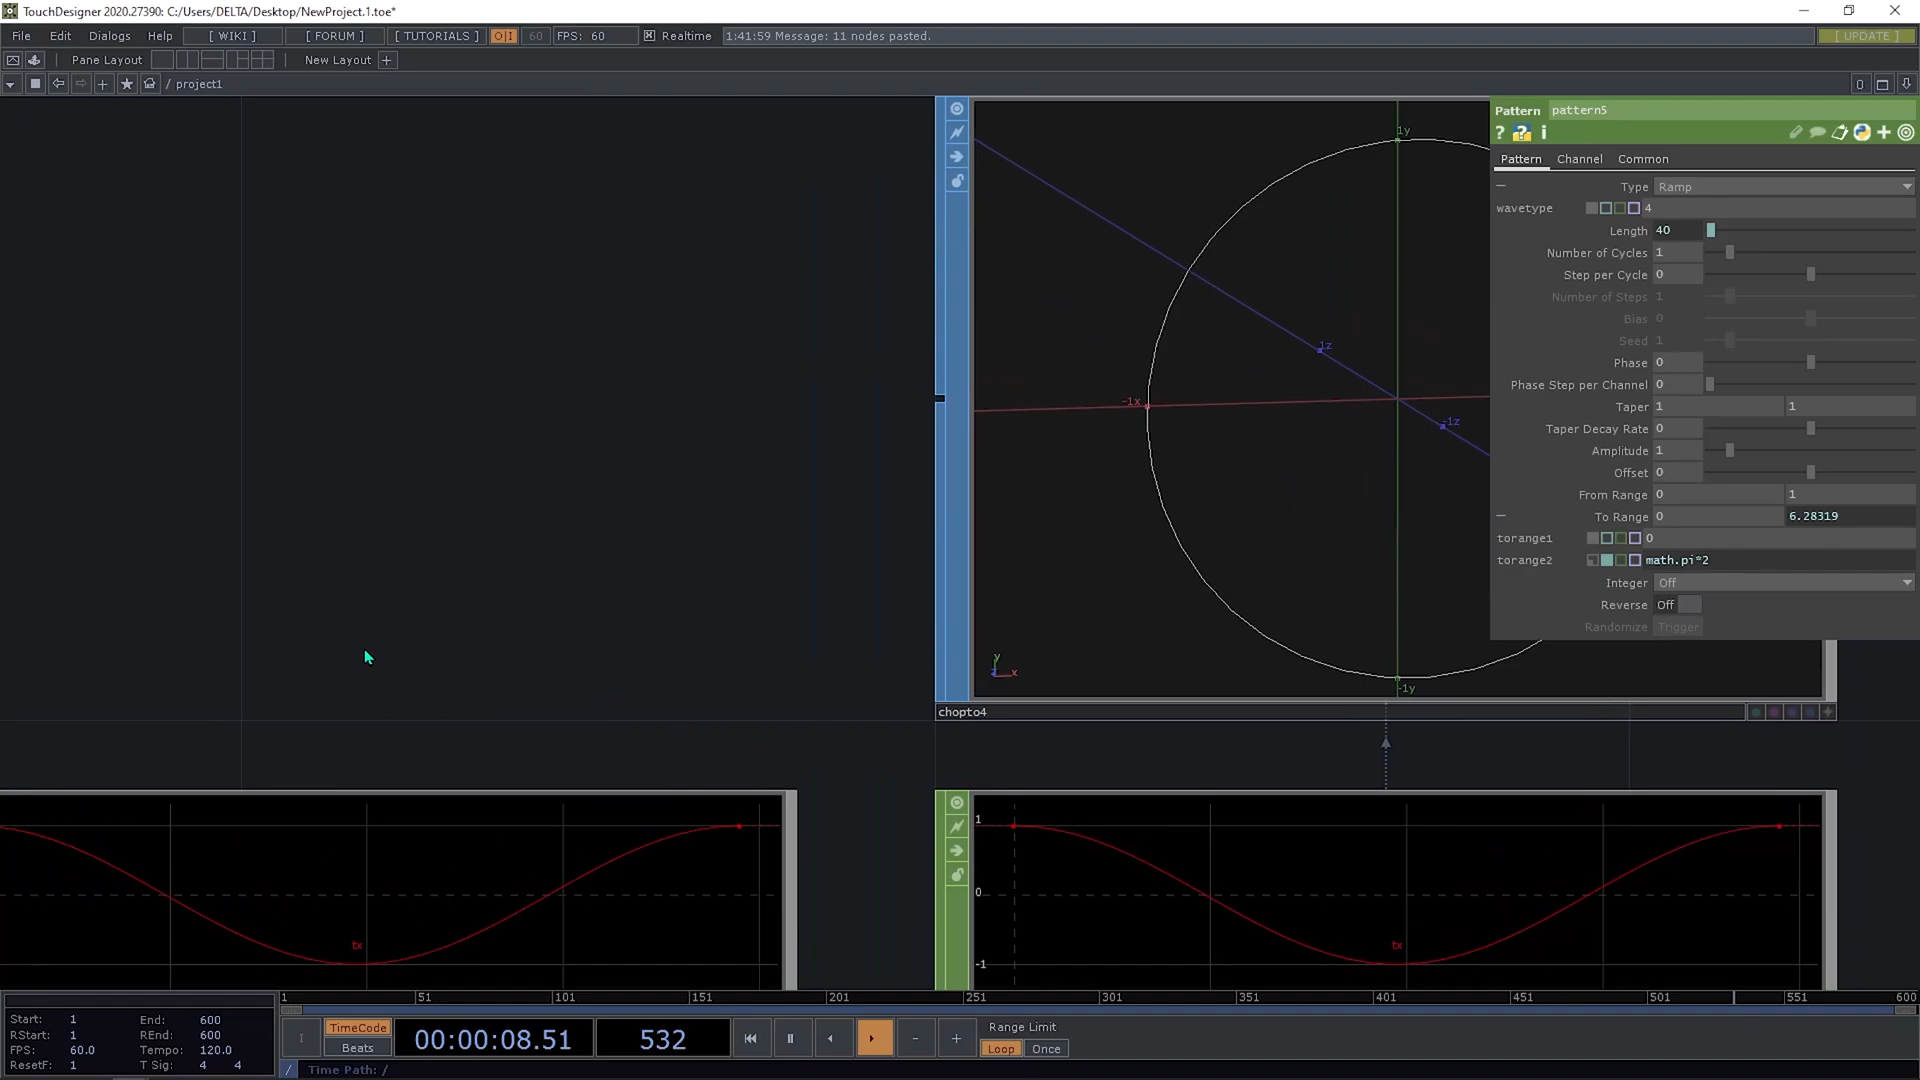 TouchDesigner 2020.27390: C:/Users/DELTA/Desktop/NewProject.1.toe*
File Edit Dialogs Help [ WIKI ] [ FORUM ] [ TUTORIALS ] O|I 60 FPS: 60 Realtime 1:41:59 Message: 11 nodes pasted. [ UPDATE ]
Pane Layout New Layout +
/ project1 0
Pattern pattern5
? ? i
Pattern Channel Common
Type Ramp
wavetype 4
Length 40
Number of Cycles 1
Step per Cycle 0
Number of Steps 1
Bias 0
Seed 1
Phase 0
Phase Step per Channel 0
Taper 1 1
Taper Decay Rate 0
Amplitude 1
Offset 0
From Range 0 1
To Range 0 6.28319
torange1 0
torange2 math.pi*2
Integer Off
Reverse Off
Randomize Trigger
1y
1z
-1x
-1z
y
x
-1y
chopto4
tx
1
0
tx
-1
1 51 101 151 201 251 301 351 401 451 501 551 600
Start: 1 End: 600
RStart: 1 REnd: 600
FPS: 60.0 Tempo: 120.0
ResetF: 1 T Sig: 4 4
I
TimeCode
Beats
00:00:08.51
532
- +
Range Limit
Loop Once
/ Time Path: /